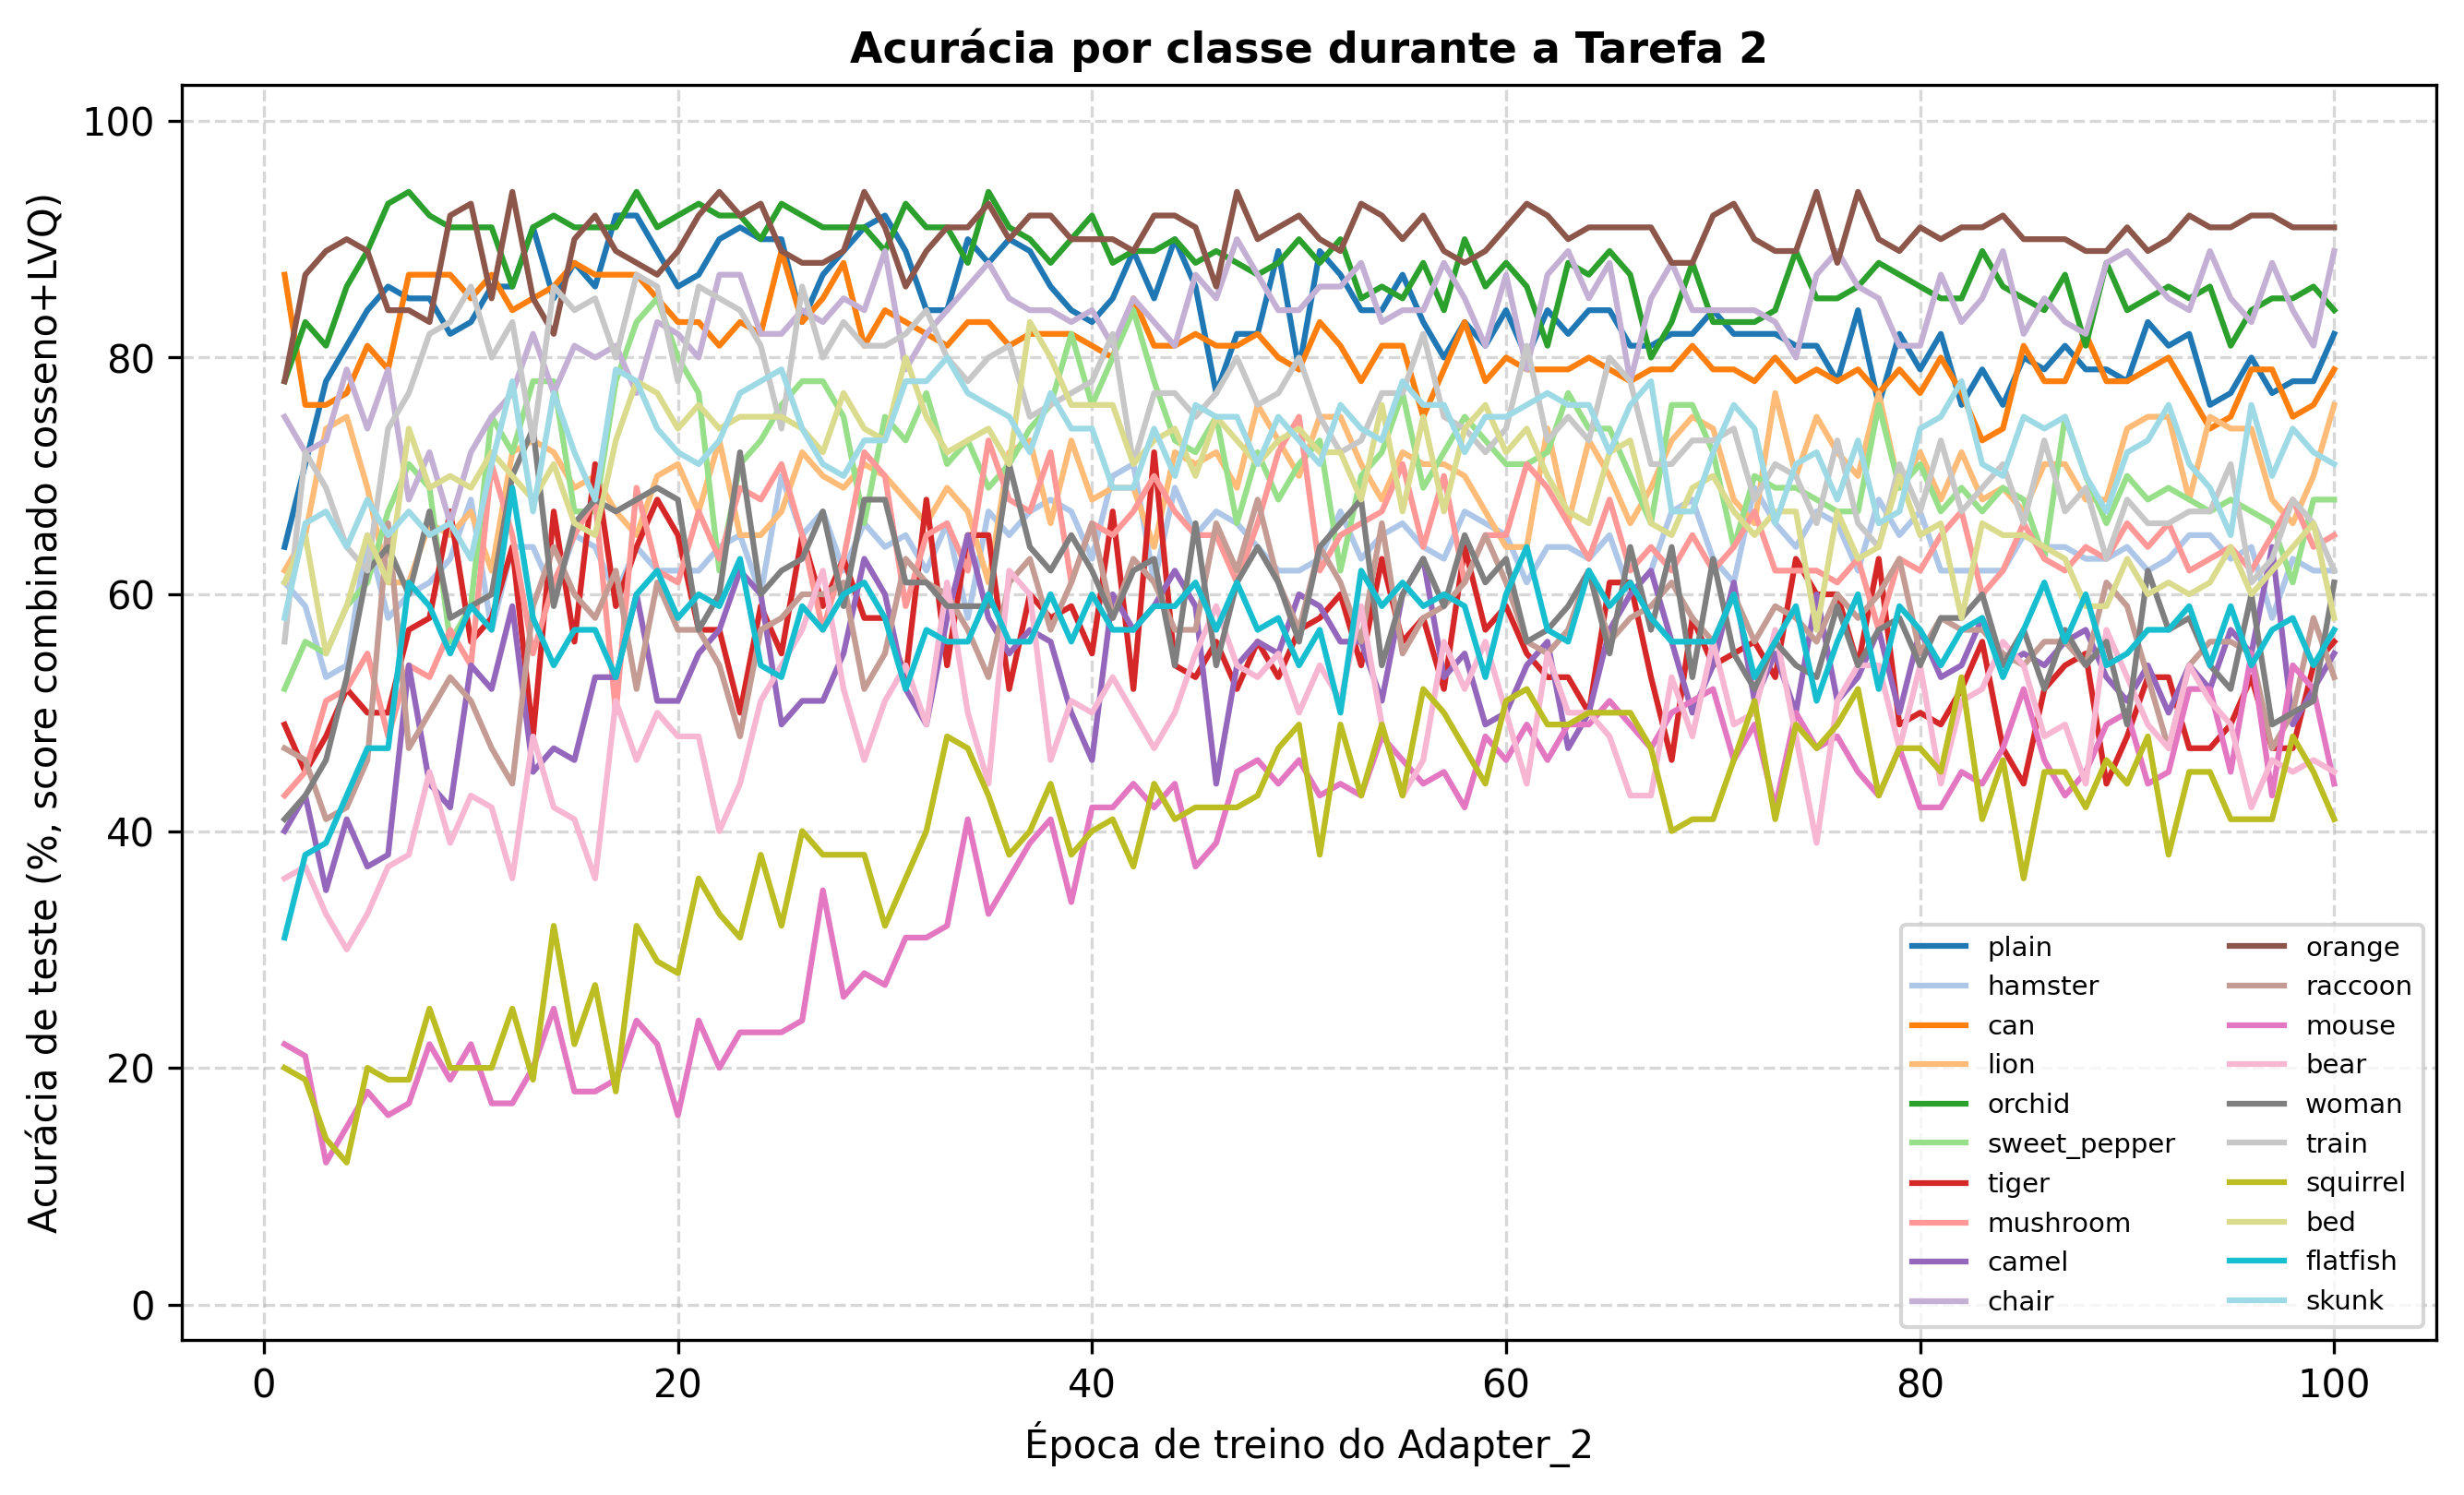 Acurácia por classe durante a Tarefa 2
Acurácia de teste (%, score combinado cosseno+LVQ)
100
80
60
40
20
0
0
20
40
60
80
100
Época de treino do Adapter_2
plain
hamster
can
lion
orchid
sweet_pepper
tiger
mushroom
camel
chair
orange
raccoon
mouse
bear
woman
train
squirrel
bed
flatfish
skunk